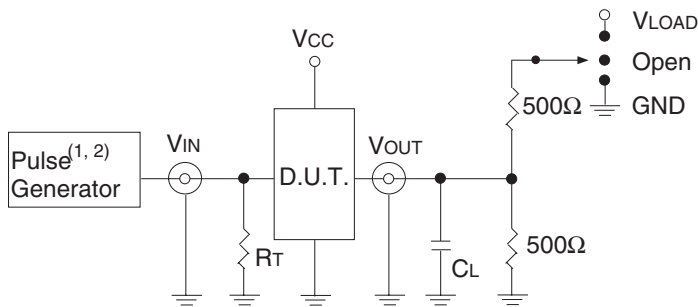 VLOAD
VCC
Open
500Ω
GND
Pulse(1, 2)
Generator
VIN
D.U.T.
VOUT
RT
CL
500Ω